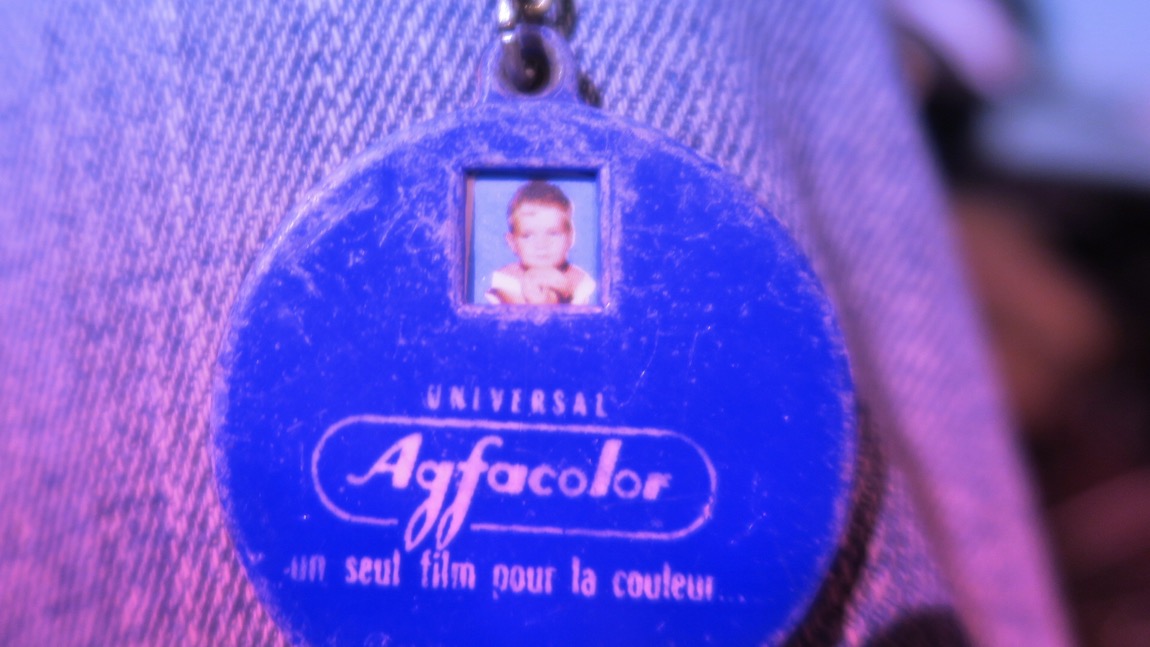 UNIVERSAL
Agfacolor
un seul film pour la couleur...